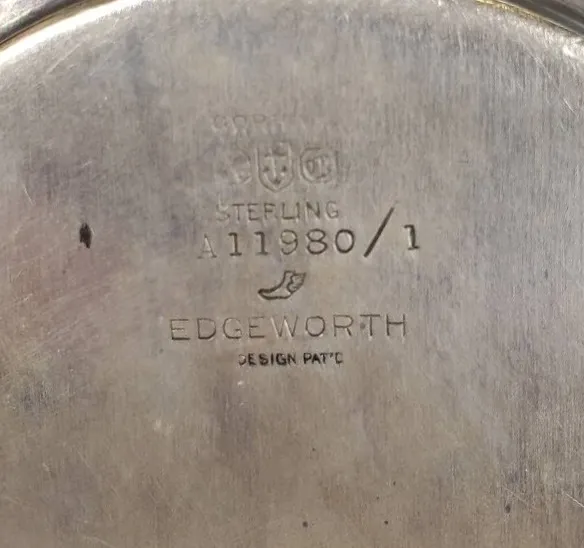 STERLING
A11980/1
EDGEWORTH
DESIGN PAT'D